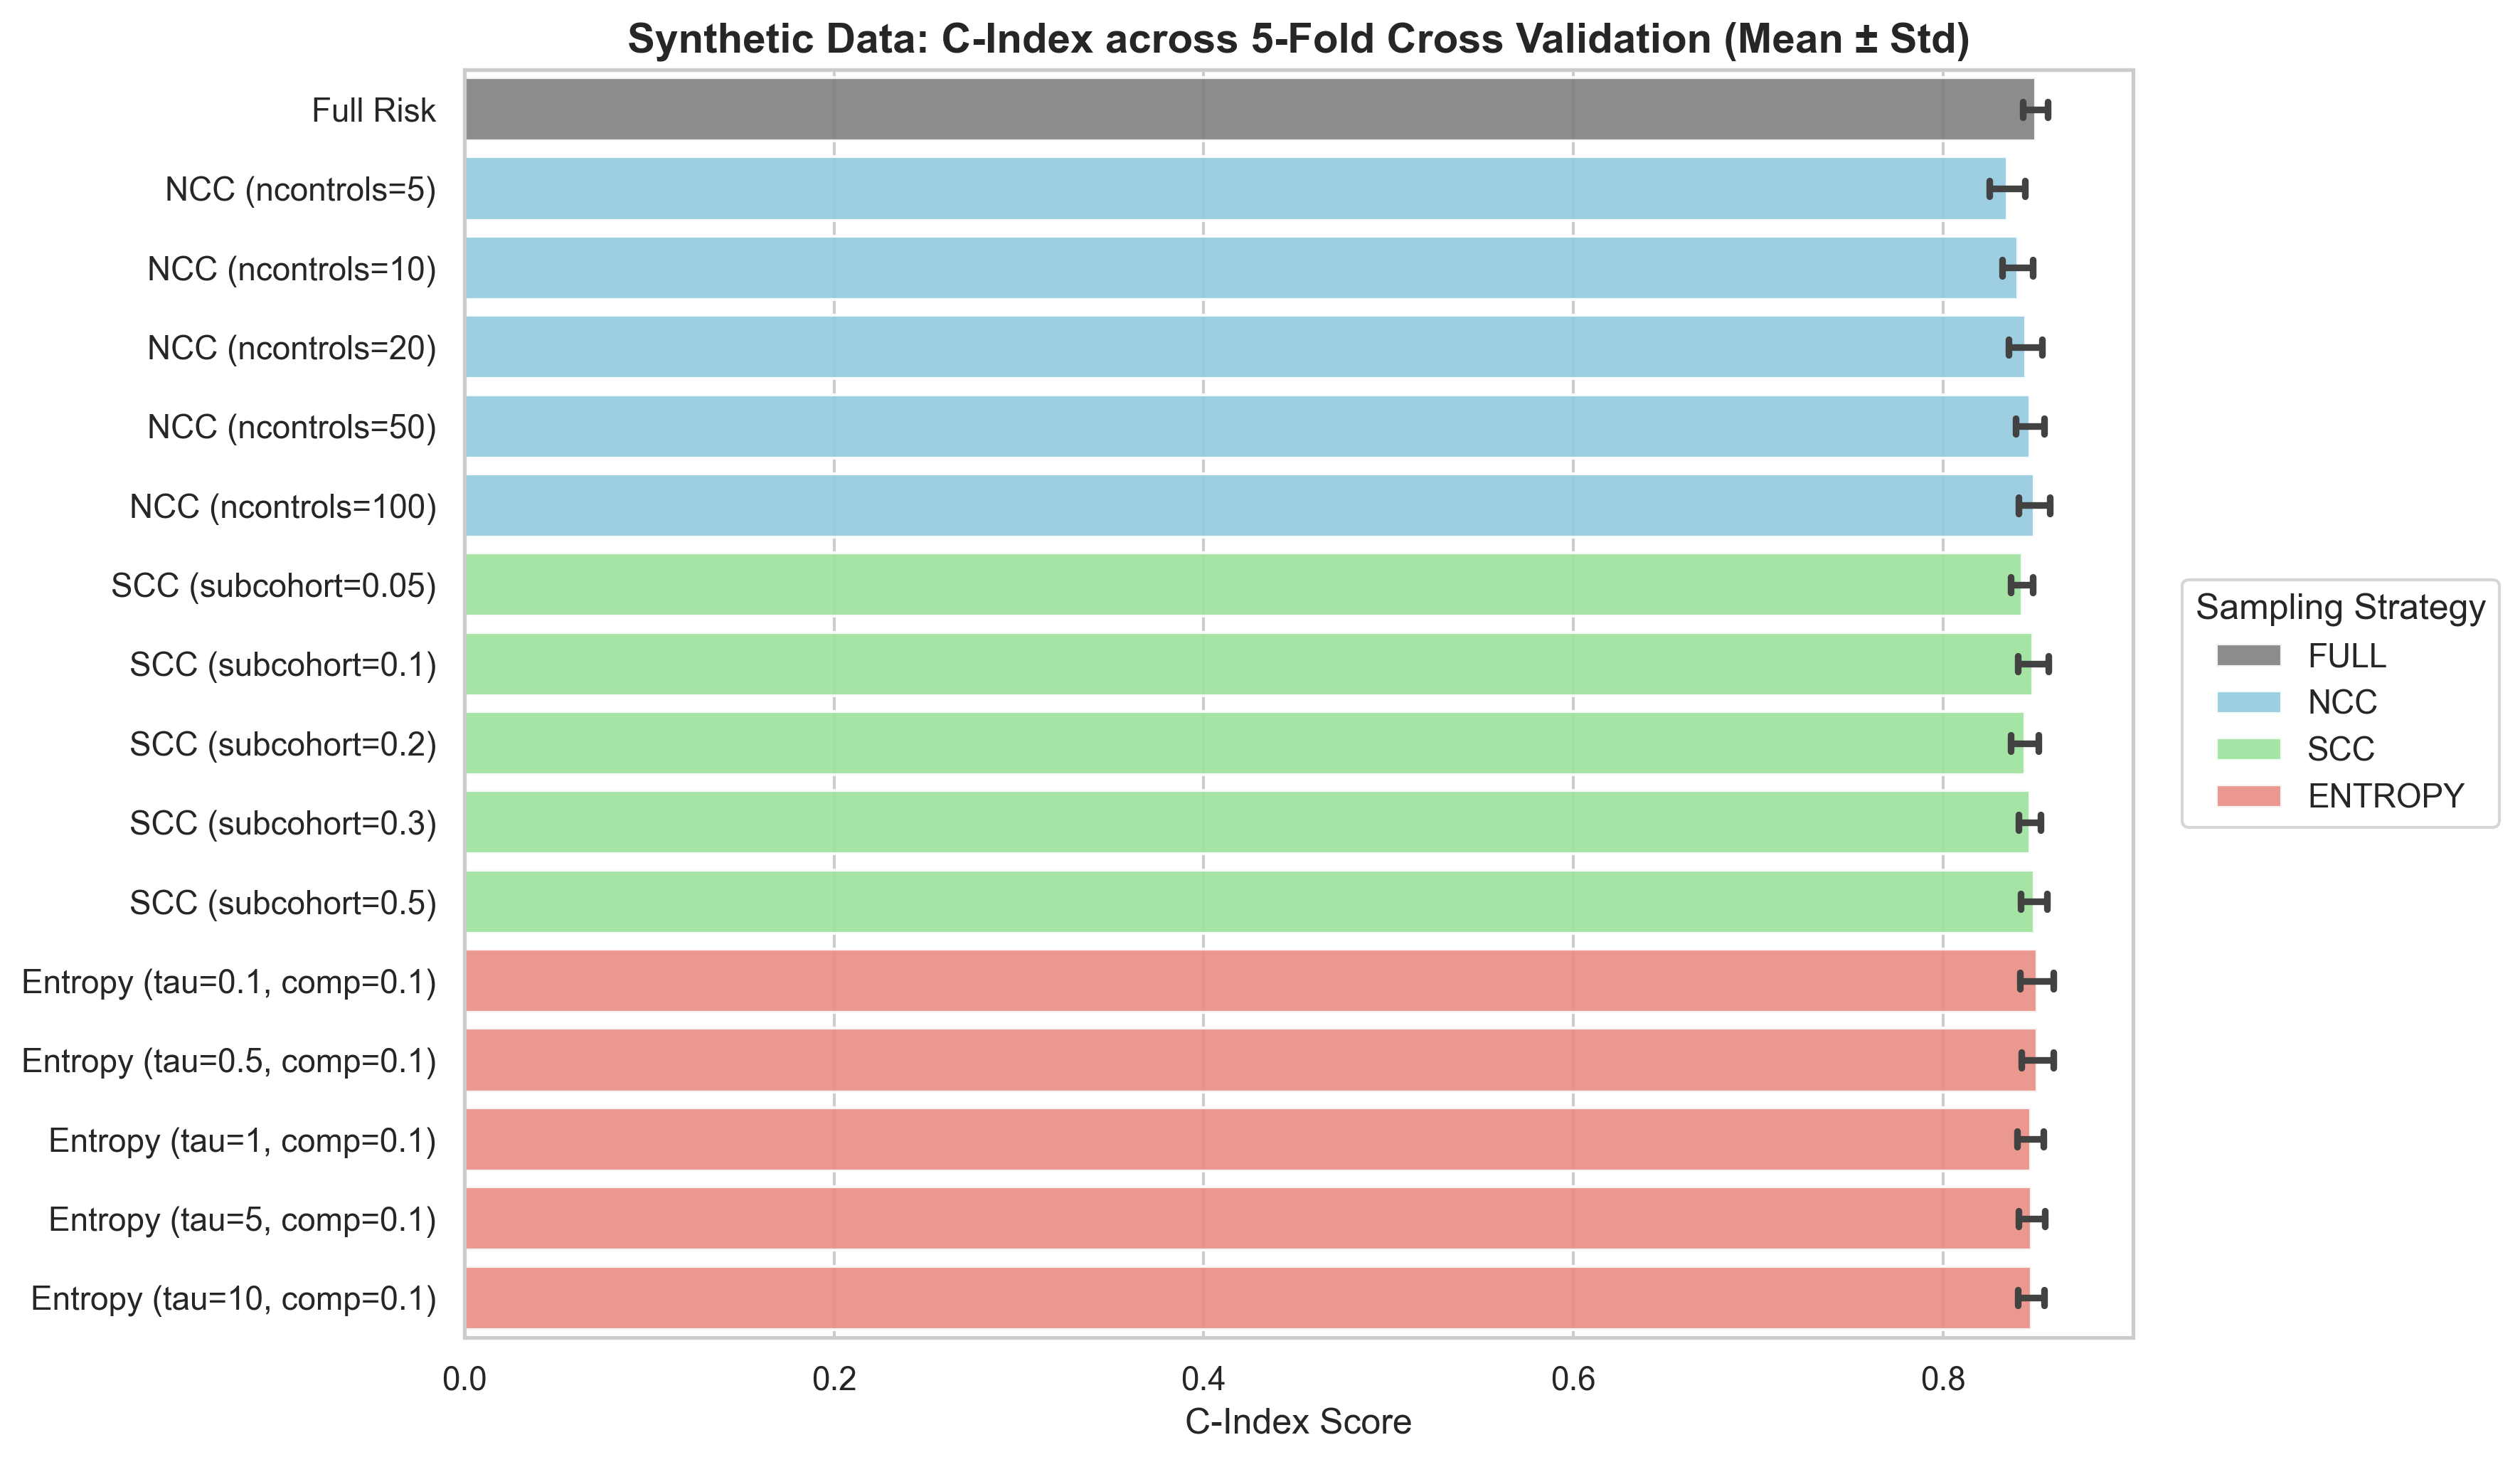 Synthetic Data: C-Index across 5-Fold Cross Validation (Mean ± Std)
Full Risk
NCC (ncontrols=5)
NCC (ncontrols=10)
NCC (ncontrols=20)
NCC (ncontrols=50)
NCC (ncontrols=100)
SCC (subcohort=0.05)
SCC (subcohort=0.1)
SCC (subcohort=0.2)
SCC (subcohort=0.3)
SCC (subcohort=0.5)
Entropy (tau=0.1, comp=0.1)
Entropy (tau=0.5, comp=0.1)
Entropy (tau=1, comp=0.1)
Entropy (tau=5, comp=0.1)
Entropy (tau=10, comp=0.1)
0.0 0.2 0.4 0.6 0.8
C-Index Score
Sampling Strategy
FULL
NCC
SCC
ENTROPY